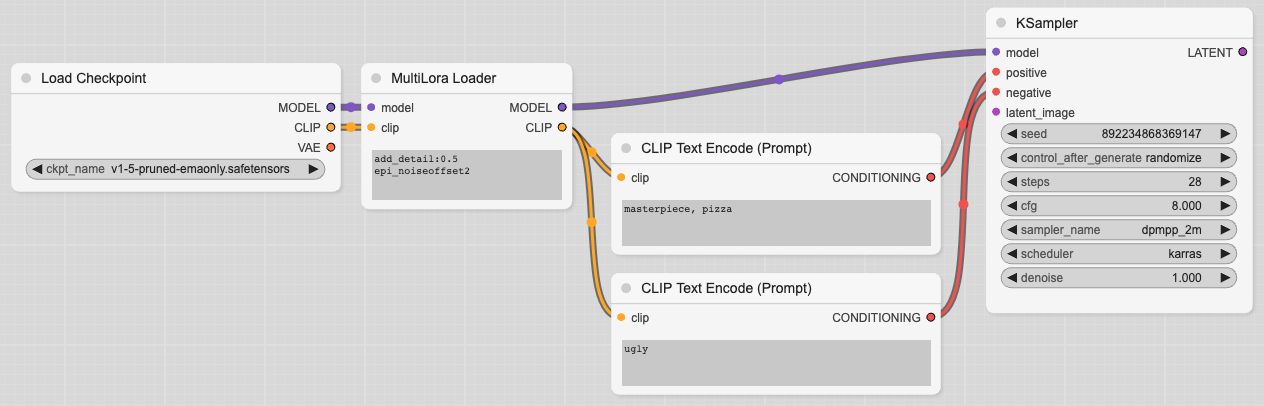 Load Checkpoint
MODEL
CLIP
VAE
ckpt_name v1-5-pruned-emaonly.safetensors
MultiLora Loader
model MODEL
clip CLIP
add_detail:0.5
epi_noiseoffset2
CLIP Text Encode (Prompt)
clip CONDITIONING
masterpiece, pizza
CLIP Text Encode (Prompt)
clip CONDITIONING
ugly
KSampler
model LATENT
positive
negative
latent_image
seed 892234868369147
control_after_generate randomize
steps 28
cfg 8.000
sampler_name dpmpp_2m
scheduler karras
denoise 1.000